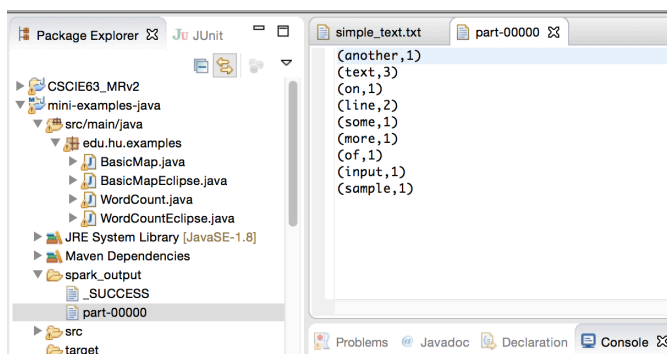 Package Explorer JUnit
CSCIE63_MRv2
mini-examples-java
src/main/java
edu.hu.examples
BasicMap.java
BasicMapEclipse.java
WordCount.java
WordCountEclipse.java
JRE System Library [JavaSE-1.8]
Maven Dependencies
spark_output
_SUCCESS
part-00000
src
target
simple_text.txt part-00000
(another,1)
(text,3)
(on,1)
(line,2)
(some,1)
(more,1)
(of,1)
(input,1)
(sample,1)
Problems @ Javadoc Declaration Console